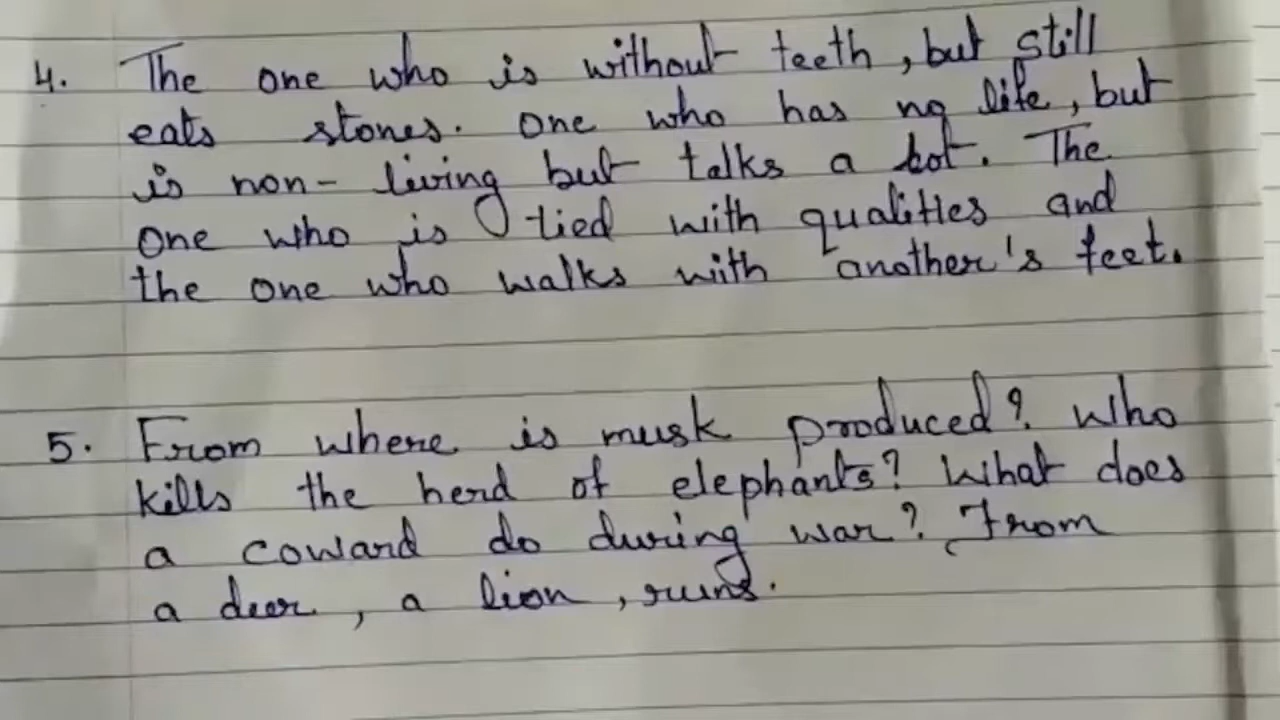 4. The one who is without teeth, but still
eats stones. One who has no life, but
is non-living but talks a lot. The
one who is tied with qualities and
the one who walks with another's feet.
5. From where is musk produced? Who
kills the herd of elephants? What does
a coward do during war? From
a deer, a lion, runs.